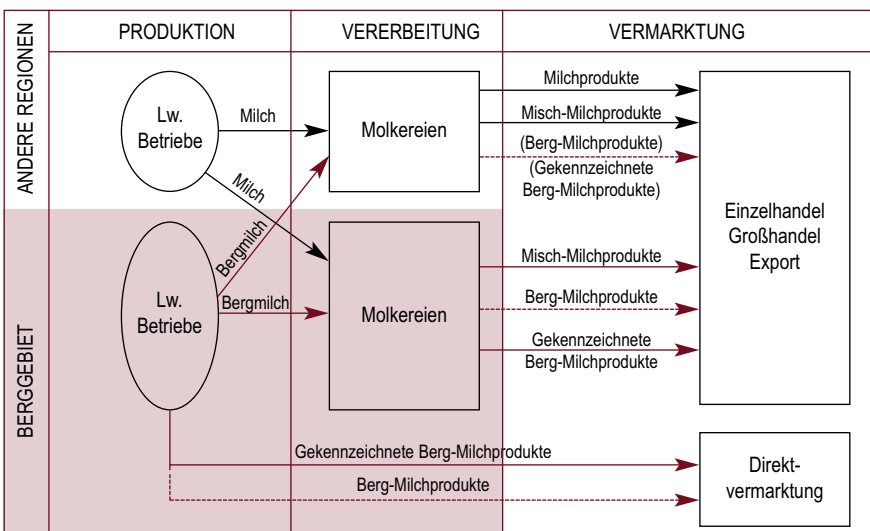 PRODUKTION
VERERBEITUNG
VERMARKTUNG
ANDERE REGIONEN
Lw.
Betriebe
Milch
Milch
Molkereien
Milchprodukte
Misch-Milchprodukte
(Berg-Milchprodukte)
(Gekennzeichnete
Berg-Milchprodukte)
Einzelhandel
Großhandel
Export
BERGGEBIET
Lw.
Betriebe
Bergmilch
Bergmilch
Molkereien
Misch-Milchprodukte
Berg-Milchprodukte
Gekennzeichnete
Berg-Milchprodukte
Gekennzeichnete Berg-Milchprodukte
Berg-Milchprodukte
Direkt-
vermarktung